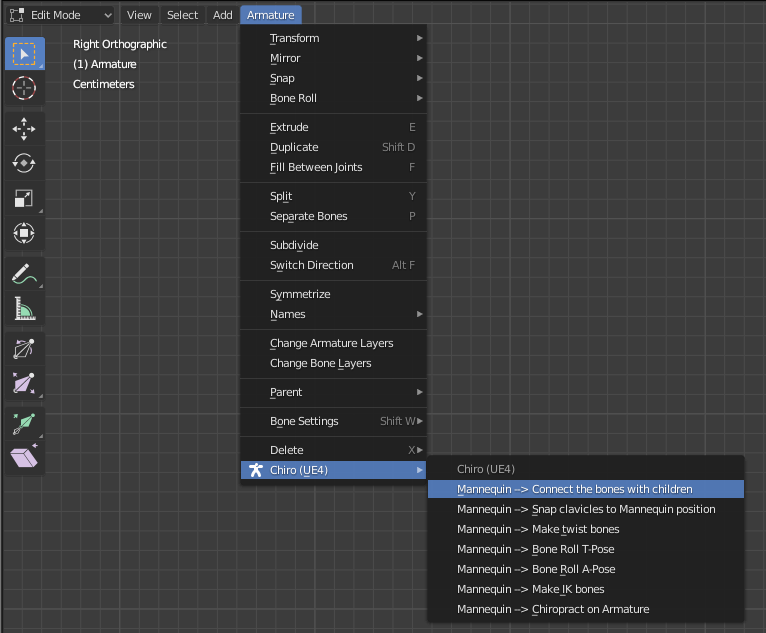 Edit Mode View Select Add Armature
Right Orthographic
(1) Armature
Centimeters
Transform
Mirror
Snap
Bone Roll
Extrude E
Duplicate Shift D
Fill Between Joints F
Split Y
Separate Bones P
Subdivide
Switch Direction Alt F
Symmetrize
Names
Change Armature Layers
Change Bone Layers
Parent
Bone Settings Shift W
Delete X
Chiro (UE4)
Chiro (UE4)
Mannequin --> Connect the bones with children
Mannequin --> Snap clavicles to Mannequin position
Mannequin --> Make twist bones
Mannequin --> Bone Roll T-Pose
Mannequin --> Bone Roll A-Pose
Mannequin --> Make IK bones
Mannequin --> Chiropract on Armature